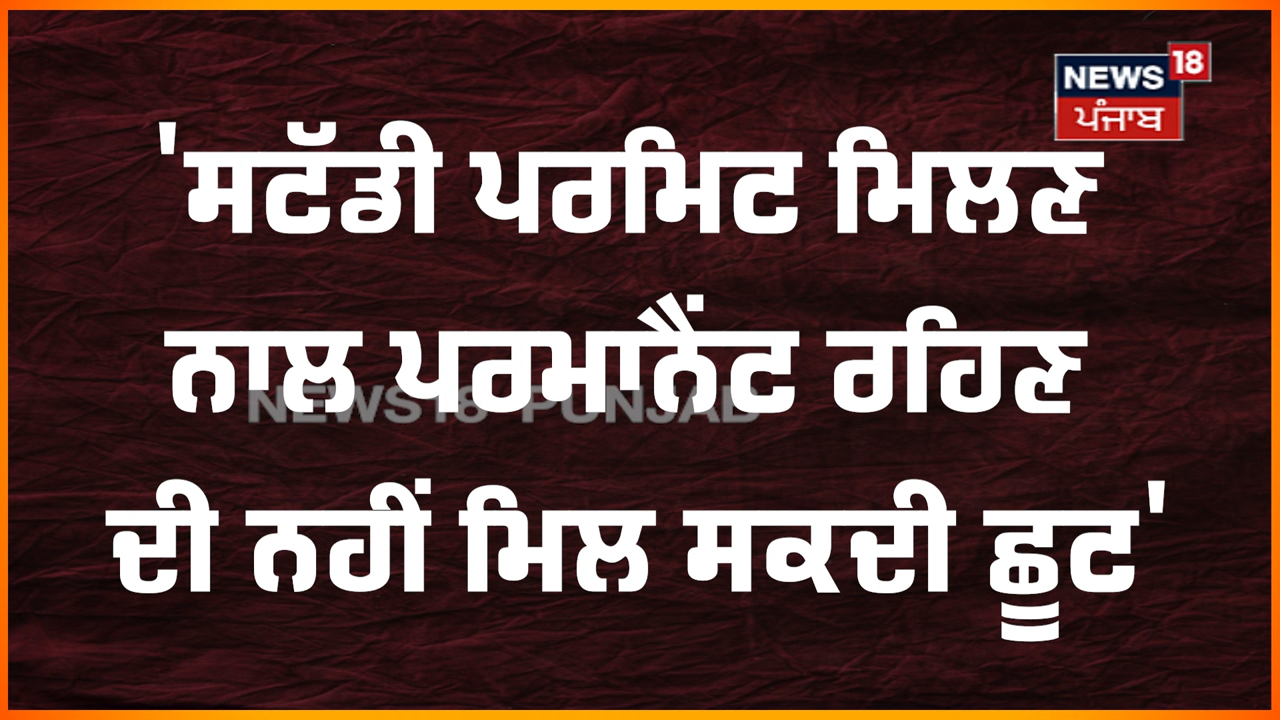 NEWS 18
ਪੰਜਾਬ
'ਸਟੱਡੀ ਪਰਮਿਟ ਮਿਲਣ
ਨਾਲ ਪਰਮਾਨੈਂਟ ਰਹਿਣ
NEWS18 PUNJAB
ਦੀ ਨਹੀਂ ਮਿਲ ਸਕਦੀ ਛੂਟ'